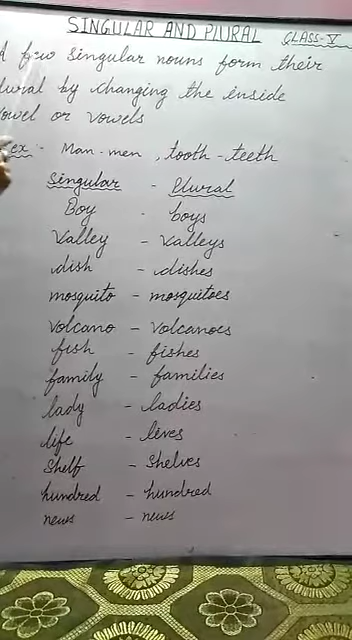 SINGULAR AND PLURAL CLASS-V
A few singular nouns form their
plural by changing the inside
vowel or vowels
ex:- Man-men, tooth-teeth
Singular - Plural
Boy - boys
Valley - Valleys
dish - dishes
mosquito - mosquitoes
Volcano - Volcanoes
fish - fishes
family - families
lady - ladies
life - lives
Shelf - Shelves
hundred - hundred
news - news